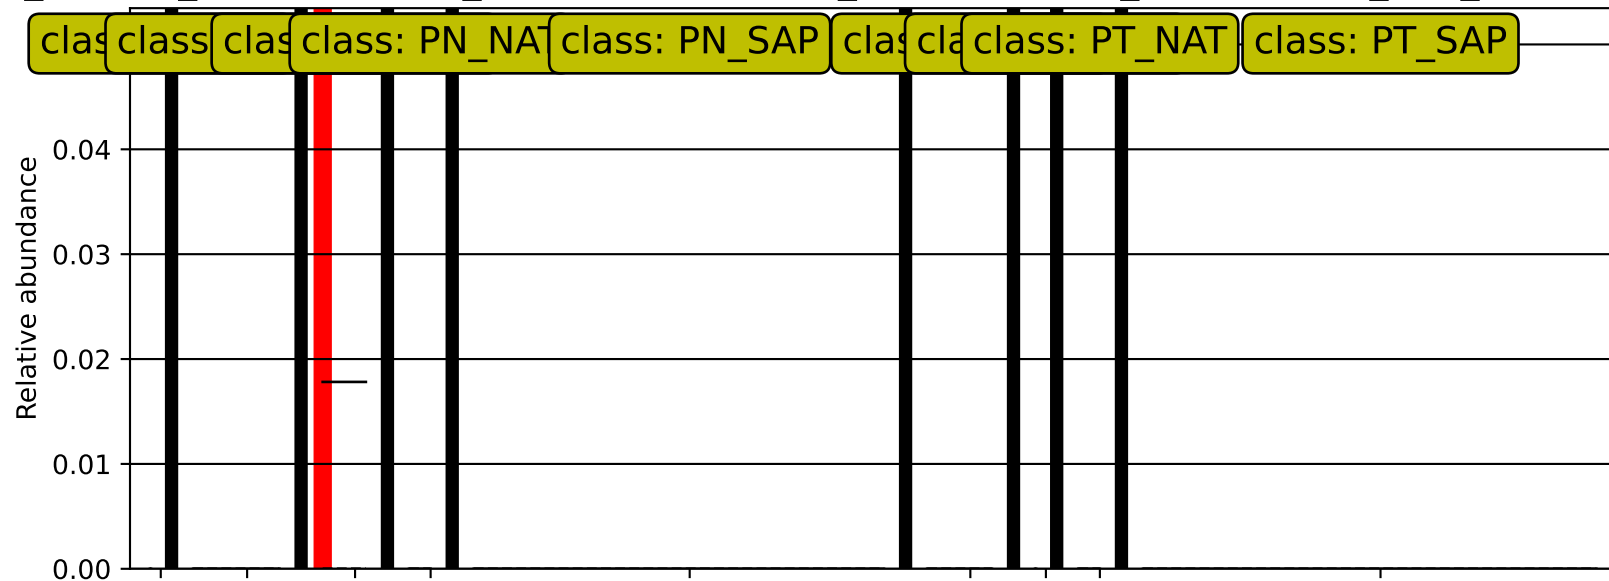 class: PN_NAT
class: PN_SAP
class: PT_NAT
class: PT_SAP
0.04
0.03
0.02
0.01
0.00
Relative abundance